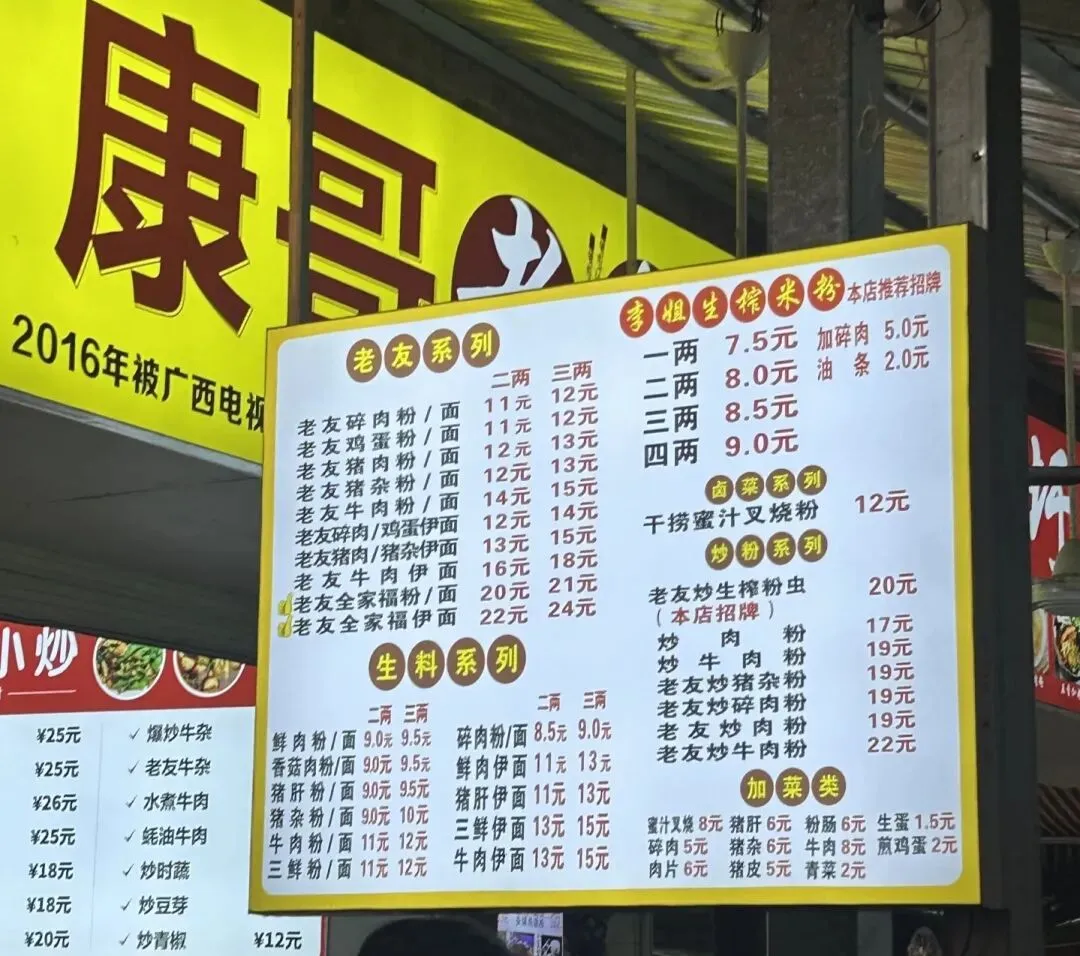 康哥老
2016年被广西电视
老友系列
二两 三两
老友碎肉粉/面 11元 12元
老友鸡蛋粉/面 11元 12元
老友猪肉粉/面 12元 13元
老友猪杂粉/面 12元 13元
老友牛肉粉/面 14元 15元
老友碎肉/鸡蛋伊面 12元 14元
老友猪肉/猪杂伊面 13元 15元
老友牛肉伊面 16元 18元
老友全家福粉/面 20元 21元
老友全家福伊面 22元 24元
生料系列
二两 三两
鲜肉粉/面 9.0元 9.5元
香菇肉粉/面 9.0元 9.5元
猪肝粉/面 9.0元 9.5元
猪杂粉/面 9.0元 10元
牛肉粉/面 11元 12元
三鲜粉/面 11元 12元
二两 三两
碎肉粉/面 8.5元 9.0元
鲜肉伊面 11元 13元
猪肝伊面 11元 13元
三鲜伊面 13元 15元
牛肉伊面 13元 15元
李姐生榨米粉 本店推荐招牌
一两 7.5元 加碎肉 5.0元
二两 8.0元 油条 2.0元
三两 8.5元
四两 9.0元
卤菜系列
干捞蜜汁叉烧粉 12元
炒粉系列
老友炒生榨粉虫 20元
(本店招牌)
炒肉粉 17元
炒牛肉粉 19元
老友炒猪杂粉 19元
老友炒碎肉粉 19元
老友炒肉粉 19元
老友炒牛肉粉 22元
加菜类
蜜汁叉烧 8元 猪肝 6元 粉肠 6元 生蛋 1.5元
碎肉 5元 猪杂 6元 牛肉 8元 煎鸡蛋 2元
肉片 6元 猪皮 5元 青菜 2元
小炒
¥25元 ✓爆炒牛杂
¥25元 ✓老友牛杂
¥26元 ✓水煮牛肉
¥25元 ✓蚝油牛肉
¥18元 ✓炒时蔬
¥18元 ✓炒豆芽
¥20元 ✓炒青椒 ¥12元